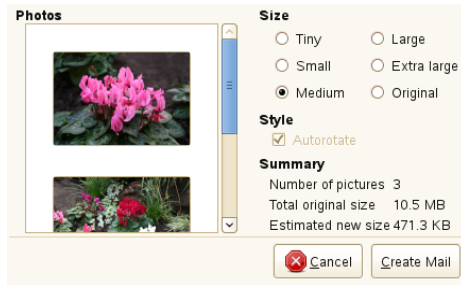 Photos
Size
Tiny
Large
Small
Extra large
Medium
Original
Style
Autorotate
Summary
Number of pictures 3
Total original size 10.5 MB
Estimated new size 471.3 KB
Cancel
Create Mail